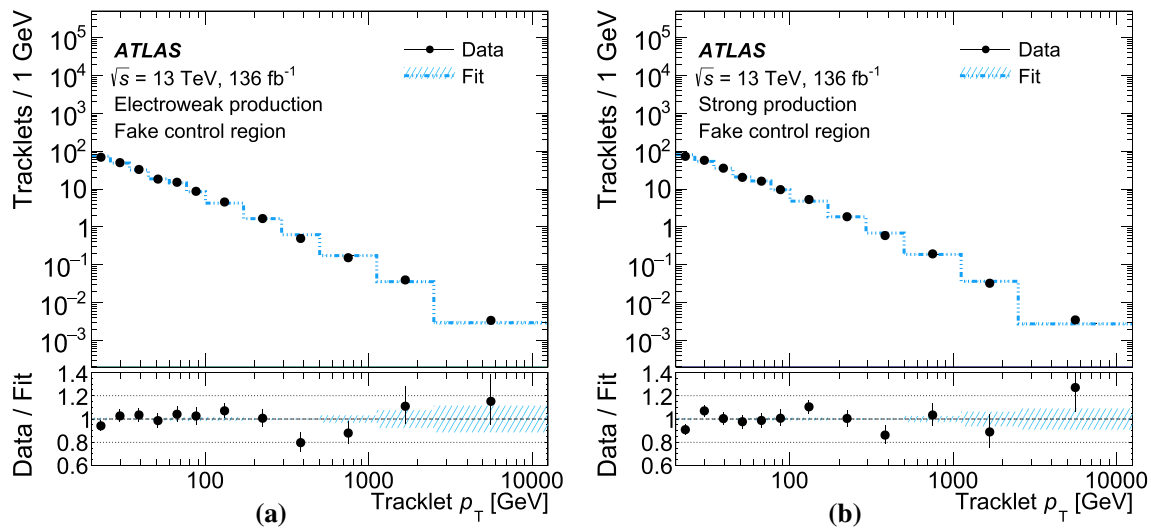 Tracklets / 1 GeV
10⁵
10⁴
10³
10²
10
1
10⁻¹
10⁻²
10⁻³
ATLAS
√s = 13 TeV, 136 fb⁻¹
Electroweak production
Fake control region
Data
Fit
Data / Fit
1.4
1.2
1
0.8
0.6
100
1000
10000
Tracklet p_T [GeV]
(a)
Tracklets / 1 GeV
10⁵
10⁴
10³
10²
10
1
10⁻¹
10⁻²
10⁻³
ATLAS
√s = 13 TeV, 136 fb⁻¹
Strong production
Fake control region
Data
Fit
Data / Fit
1.4
1.2
1
0.8
0.6
100
1000
10000
Tracklet p_T [GeV]
(b)